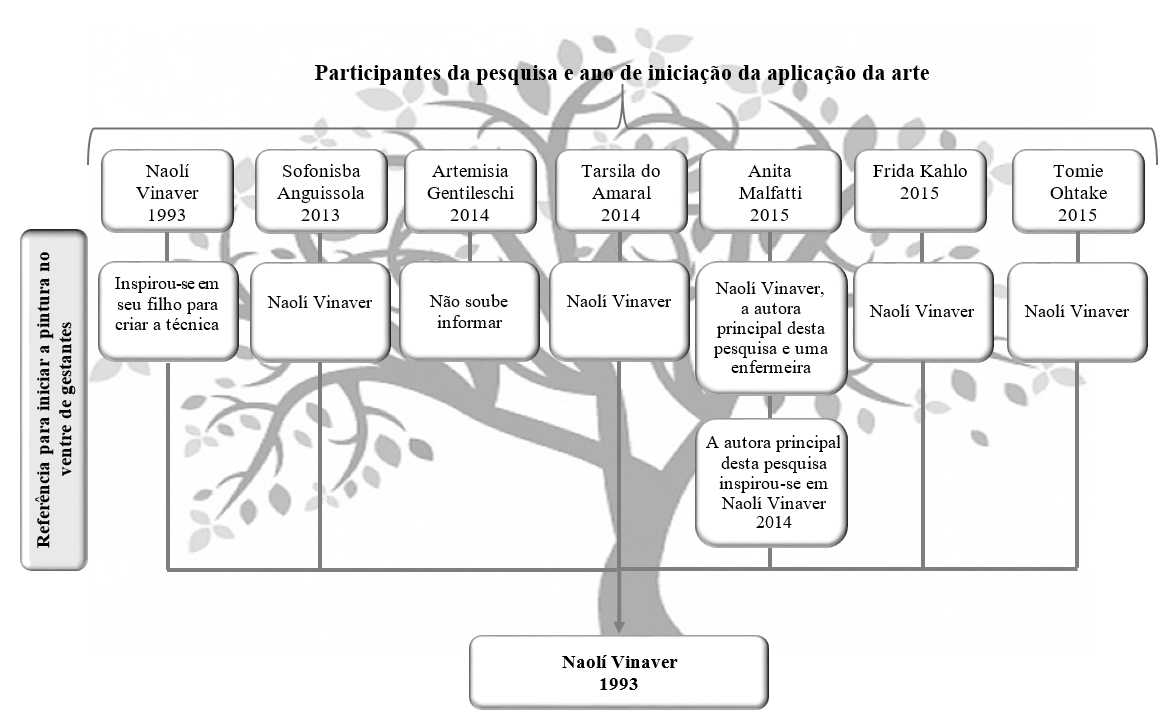 Participantes da pesquisa e ano de iniciação da aplicação da arte
Naolí
Vinaver
1993
Sofonisba
Anguissola
2013
Artemisia
Gentileschi
2014
Tarsila do
Amaral
2014
Anita
Malfatti
2015
Frida Kahlo
2015
Tomie
Ohtake
2015
Referência para iniciar a pintura no
ventre de gestantes
Inspirou-se em
seu filho para
criar a técnica
Naolí Vinaver
Não soube
informar
Naolí Vinaver
Naolí Vinaver,
a autora
principal desta
pesquisa e uma
enfermeira
Naolí Vinaver
Naolí Vinaver
A autora principal
desta pesquisa
inspirou-se em
Naolí Vinaver
2014
Naolí Vinaver
1993